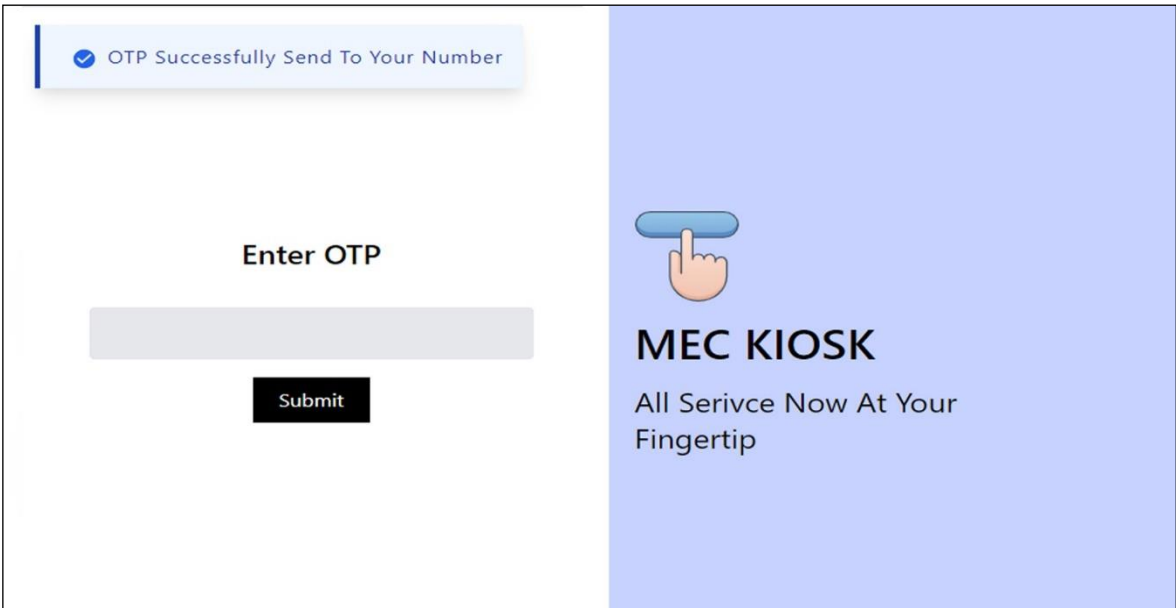 OTP Successfully Send To Your Number
Enter OTP
Submit
MEC KIOSK
All Serivce Now At Your
Fingertip